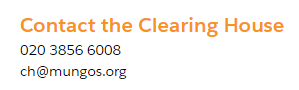 Contact the Clearing House
020 3856 6008
ch@mungos.org